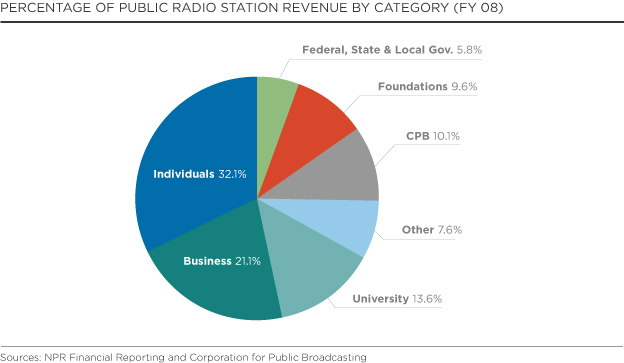 PERCENTAGE OF PUBLIC RADIO STATION REVENUE BY CATEGORY (FY 08)
Federal, State & Local Gov. 5.8%
Foundations 9.6%
CPB 10.1%
Individuals 32.1%
Other 7.6%
Business 21.1%
University 13.6%
Sources: NPR Financial Reporting and Corporation for Public Broadcasting